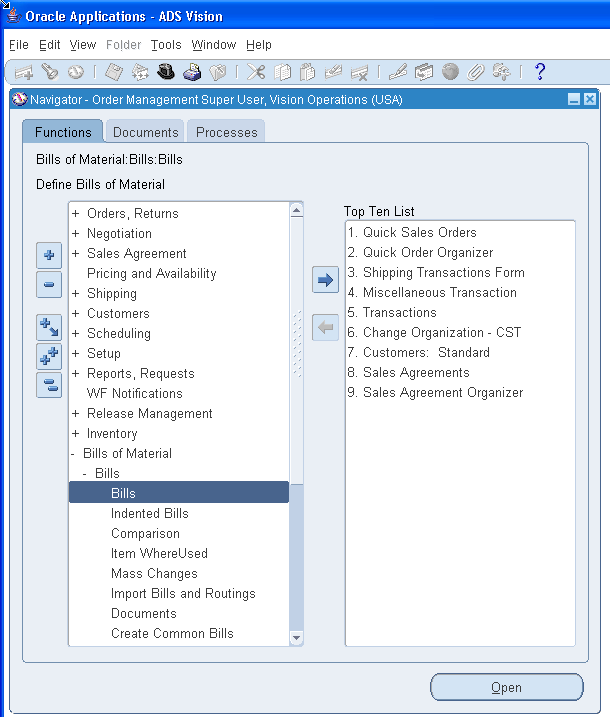 Oracle Applications - ADS Vision
File Edit View Folder Tools Window Help
?
Navigator - Order Management Super User, Vision Operations (USA)
Functions Documents Processes
Bills of Material:Bills:Bills
Define Bills of Material
+ Orders, Returns
+ Negotiation
+ Sales Agreement
Pricing and Availability
+ Shipping
+ Customers
+ Scheduling
+ Setup
+ Reports, Requests
WF Notifications
+ Release Management
+ Inventory
- Bills of Material
- Bills
Bills
Indented Bills
Comparison
Item WhereUsed
Mass Changes
Import Bills and Routings
Documents
Create Common Bills
Top Ten List
1. Quick Sales Orders
2. Quick Order Organizer
3. Shipping Transactions Form
4. Miscellaneous Transaction
5. Transactions
6. Change Organization - CST
7. Customers: Standard
8. Sales Agreements
9. Sales Agreement Organizer
Open